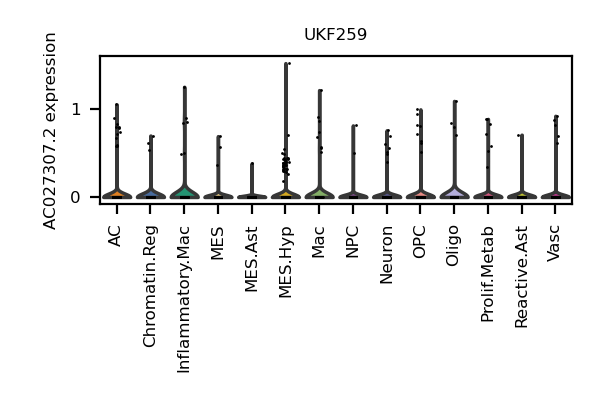 UKF259
AC027307.2 expression
1
0
AC
Chromatin.Reg
Inflammatory.Mac
MES
MES.Ast
MES.Hyp
Mac
NPC
Neuron
OPC
Oligo
Prolif.Metab
Reactive.Ast
Vasc